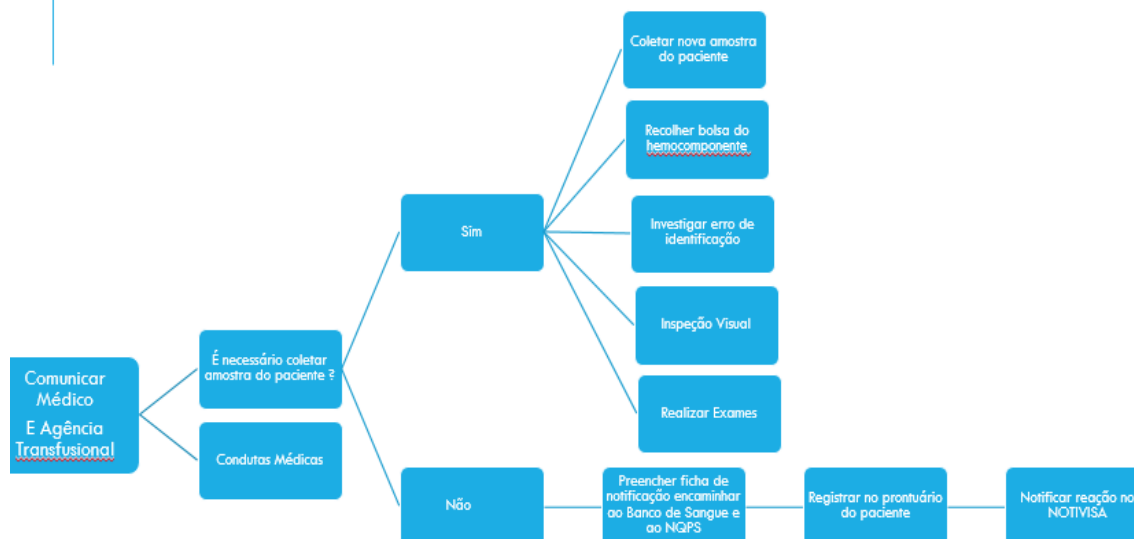 Coletar nova amostra
do paciente
Recolher bolsa do
hemocomponente
Investigar erro de
identificação
Sim
Inspeção Visual
É necessário coletar
amostra do paciente ?
Comunicar
Médico
E Agência
Transfusional
Realizar Exames
Condutas Médicas
Não
Preencher ficha de
notificação encaminhar
ao Banco de Sangue e
ao NQPS
Registrar no prontuário
do paciente
Notificar reação no
NOTIVISA